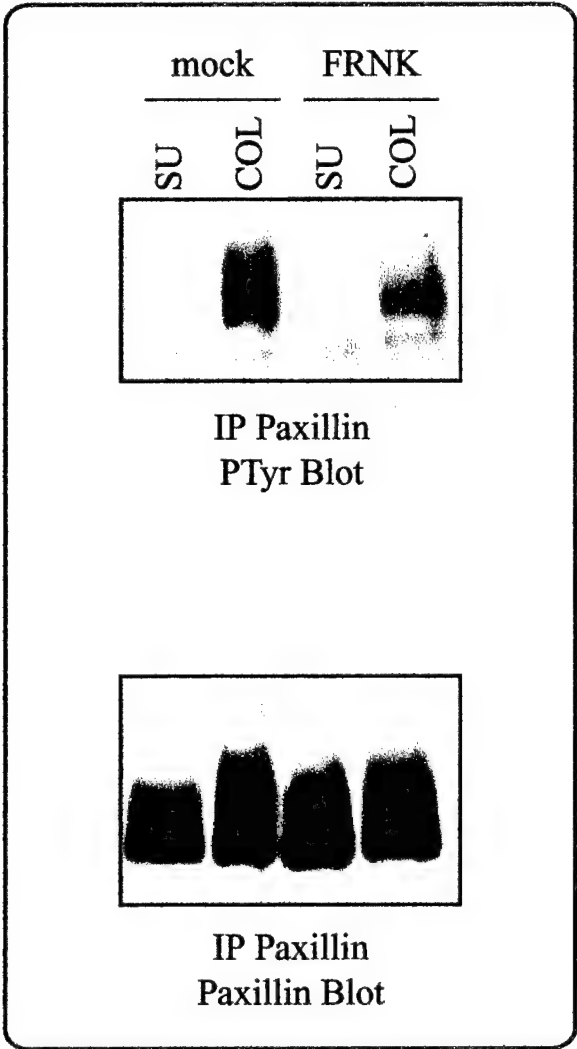 mock FRNK
SU COL SU COL
IP Paxillin
PTyr Blot
IP Paxillin
Paxillin Blot